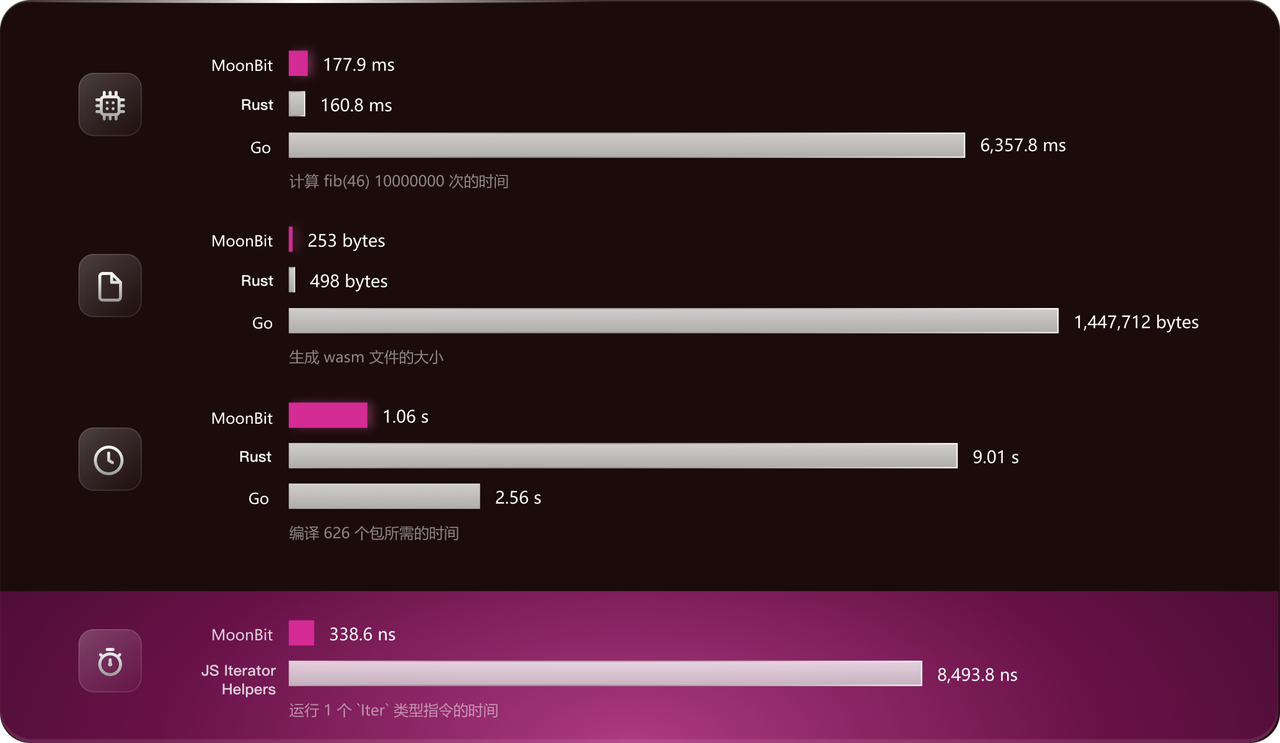 MoonBit 177.9 ms
Rust 160.8 ms
Go 6,357.8 ms
计算 fib(46) 10000000 次的时间
MoonBit 253 bytes
Rust 498 bytes
Go 1,447,712 bytes
生成 wasm 文件的大小
MoonBit 1.06 s
Rust 9.01 s
Go 2.56 s
编译 626 个包所需的时间
MoonBit 338.6 ns
JS Iterator
Helpers 8,493.8 ns
运行 1 个 `Iter` 类型指令的时间